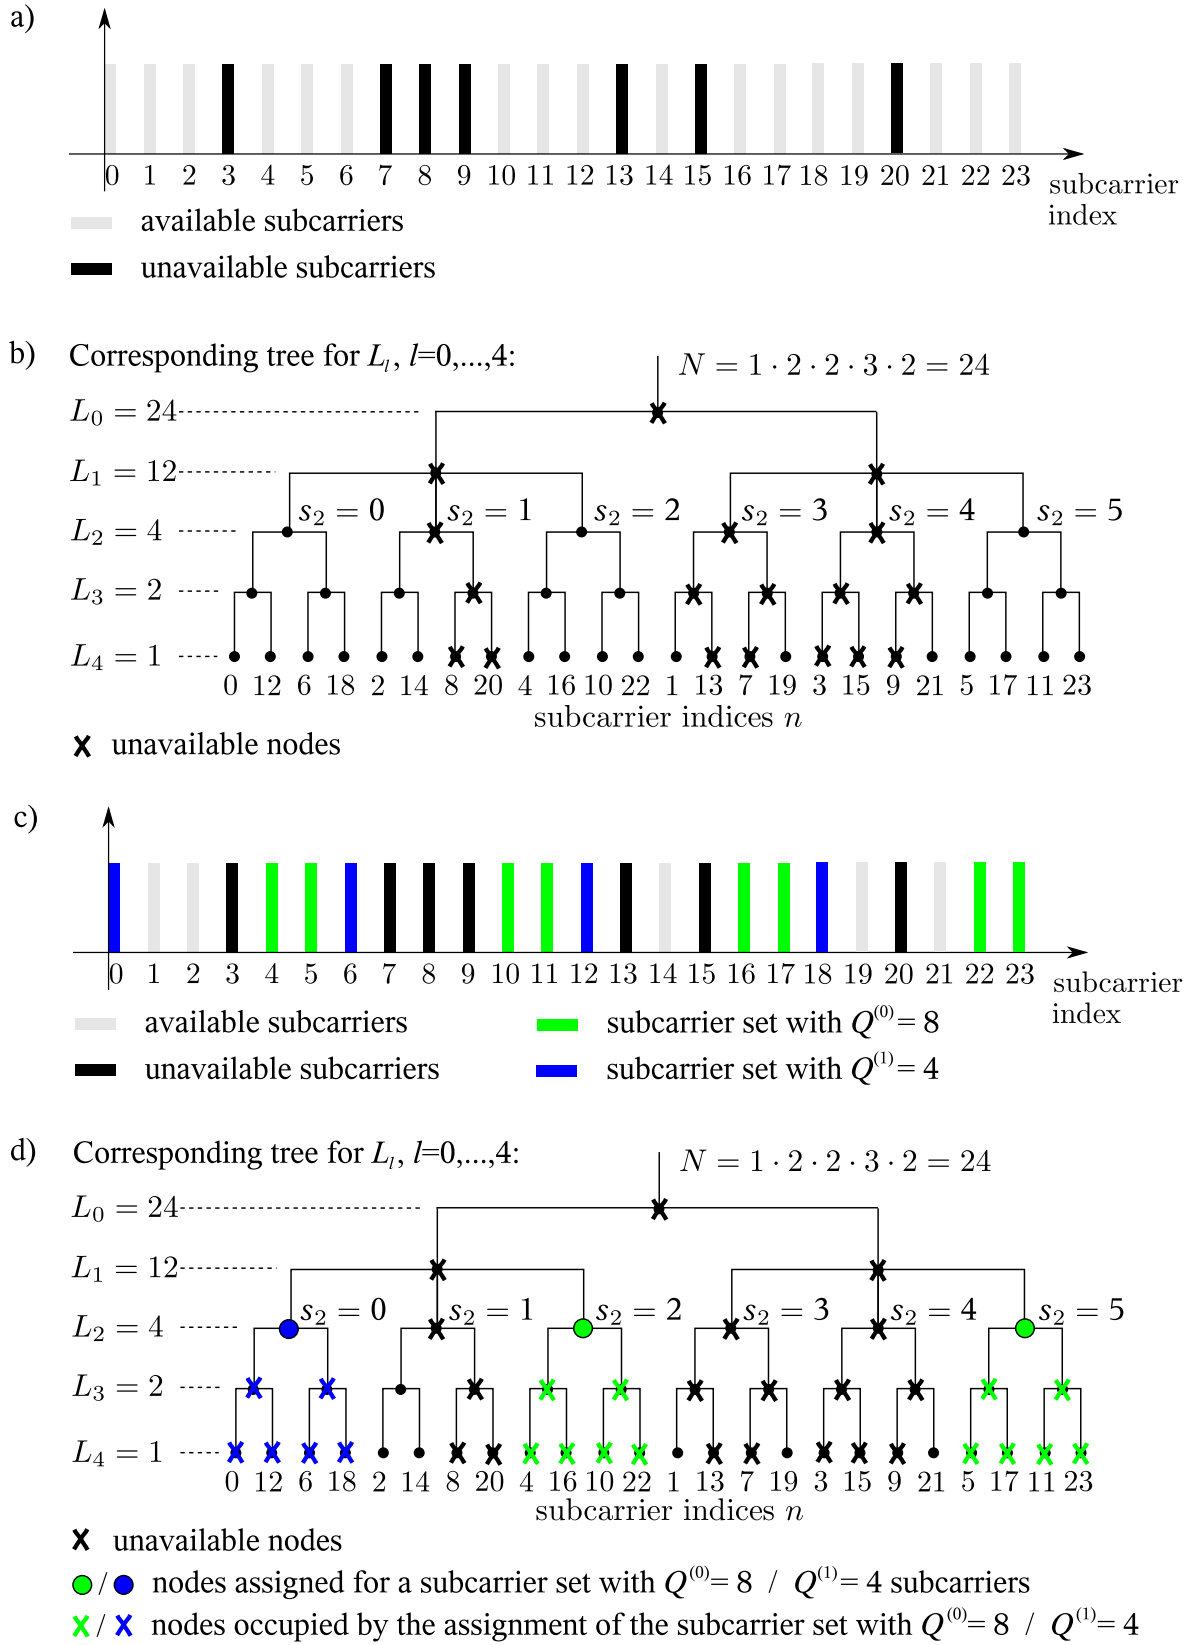 a)
0 1 2 3 4 5 6 7 8 9 10 11 12 13 14 15 16 17 18 19 20 21 22 23
subcarrier
index
available subcarriers
unavailable subcarriers
b) Corresponding tree for L_l, l=0,...,4:
N = 1 · 2 · 2 · 3 · 2 = 24
L_0 = 24
L_1 = 12
s_2 = 0 s_2 = 1 s_2 = 2 s_2 = 3 s_2 = 4 s_2 = 5
L_2 = 4
L_3 = 2
L_4 = 1
0 12 6 18 2 14 8 20 4 16 10 22 1 13 7 19 3 15 9 21 5 17 11 23
subcarrier indices n
unavailable nodes
c)
0 1 2 3 4 5 6 7 8 9 10 11 12 13 14 15 16 17 18 19 20 21 22 23
subcarrier
index
available subcarriers
subcarrier set with Q^(0) = 8
unavailable subcarriers
subcarrier set with Q^(1) = 4
d) Corresponding tree for L_l, l=0,...,4:
N = 1 · 2 · 2 · 3 · 2 = 24
L_0 = 24
L_1 = 12
s_2 = 0 s_2 = 1 s_2 = 2 s_2 = 3 s_2 = 4 s_2 = 5
L_2 = 4
L_3 = 2
L_4 = 1
0 12 6 18 2 14 8 20 4 16 10 22 1 13 7 19 3 15 9 21 5 17 11 23
subcarrier indices n
unavailable nodes
/ nodes assigned for a subcarrier set with Q^(0)= 8 / Q^(1)= 4 subcarriers
/ nodes occupied by the assignment of the subcarrier set with Q^(0)= 8 / Q^(1)= 4